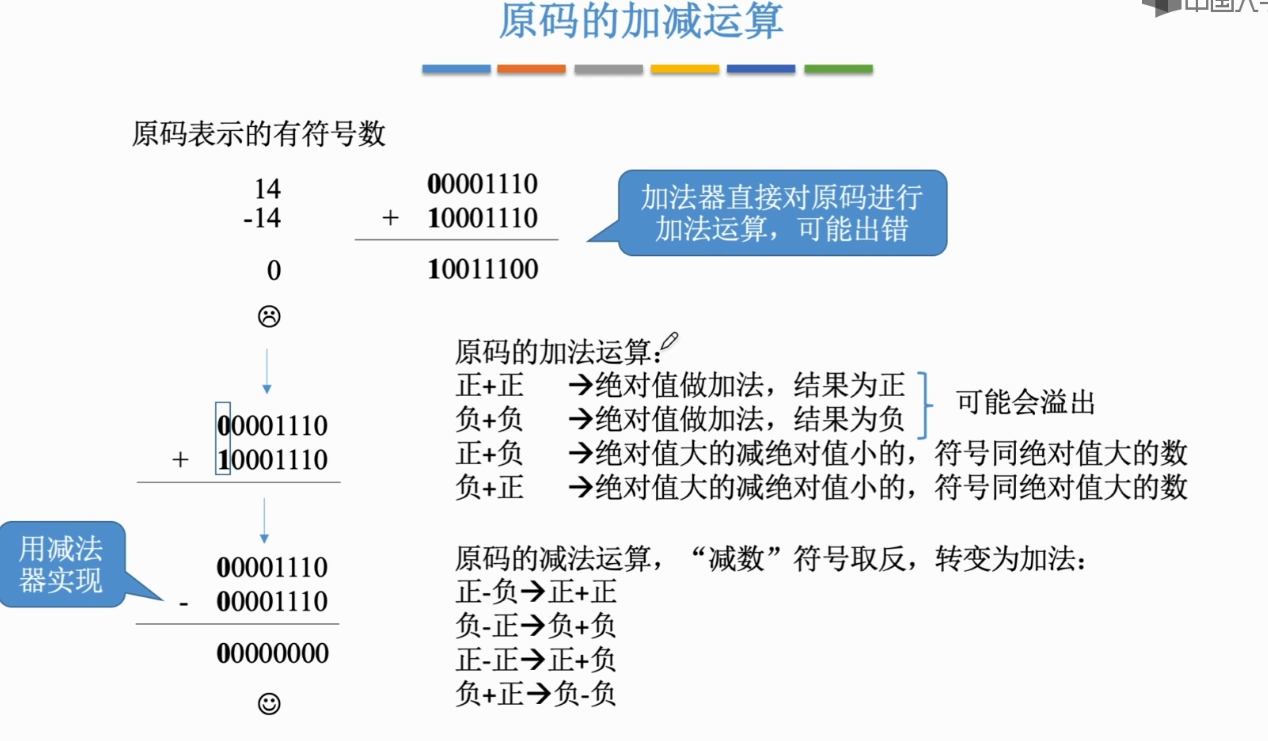 原码的加减运算
原码表示的有符号数
14
-14
0
00001110
+ 10001110
10011100
加法器直接对原码进行
加法运算，可能出错
00001110
+ 10001110
用减法
器实现
00001110
- 00001110
00000000
原码的加法运算：
正+正 →绝对值做加法，结果为正
负+负 →绝对值做加法，结果为负
可能会溢出
正+负 →绝对值大的减绝对值小的，符号同绝对值大的数
负+正 →绝对值大的减绝对值小的，符号同绝对值大的数
原码的减法运算，“减数”符号取反，转变为加法：
正-负→正+正
负-正→负+负
正-正→正+负
负+正→负-负